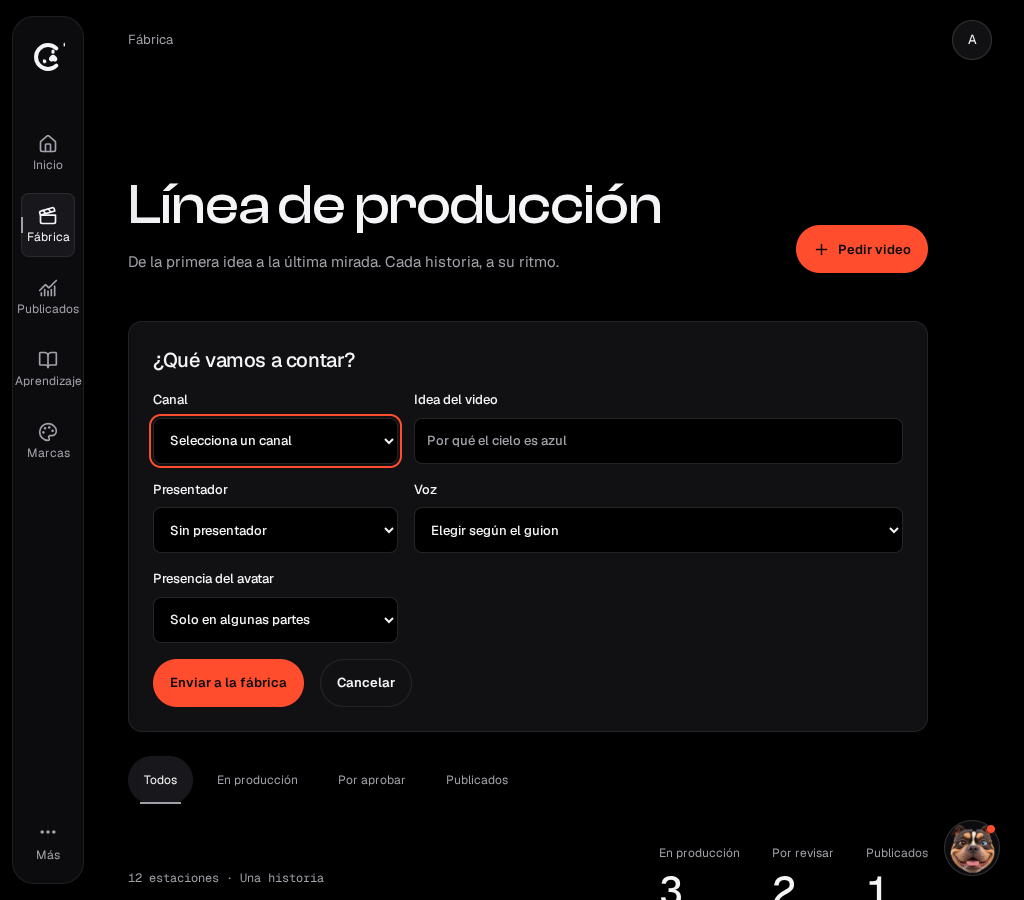 Fábrica
A
Inicio
Fábrica
Publicados
Aprendizaje
Marcas
Más
Línea de producción
De la primera idea a la última mirada. Cada historia, a su ritmo.
Pedir video
¿Qué vamos a contar?
Canal
Idea del video
Selecciona un canal
Por qué el cielo es azul
Presentador
Voz
Sin presentador
Elegir según el guion
Presencia del avatar
Solo en algunas partes
Enviar a la fábrica
Cancelar
Todos
En producción
Por aprobar
Publicados
12 estaciones · Una historia
En producción
Por revisar
Publicados
3
2
1